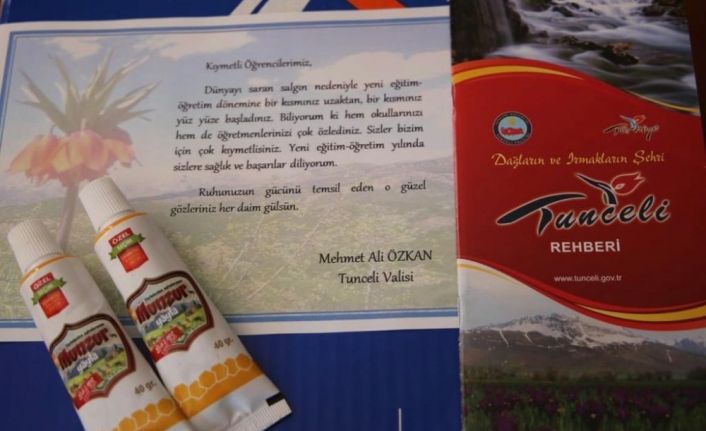 Kıymetli Öğrencilerimiz,
Dünyayı saran salgın nedeniyle yeni eğitim-
öğretim dönemine bir kısmınız uzaktan, bir kısmınız
yüz yüze başladınız. Biliyorum ki hem okullarınızı
hem de öğretmenlerinizi çok özlediniz. Sizler bizim
için çok kıymetlisiniz. Yeni eğitim-öğretim yılında
sizlere sağlık ve başarılar diliyorum.
Ruhunuzun gücünü temsil eden o güzel
gözleriniz her daim gülsün.
Mehmet Ali ÖZKAN
Tunceli Valisi
Dağların ve Irmakların Şehri
Tunceli
REHBERİ
www.tunceli.gov.tr
ÖZEL
Munzur
yayla
40 gr.
ÖZEL
Munzur
yayla
40 gr.